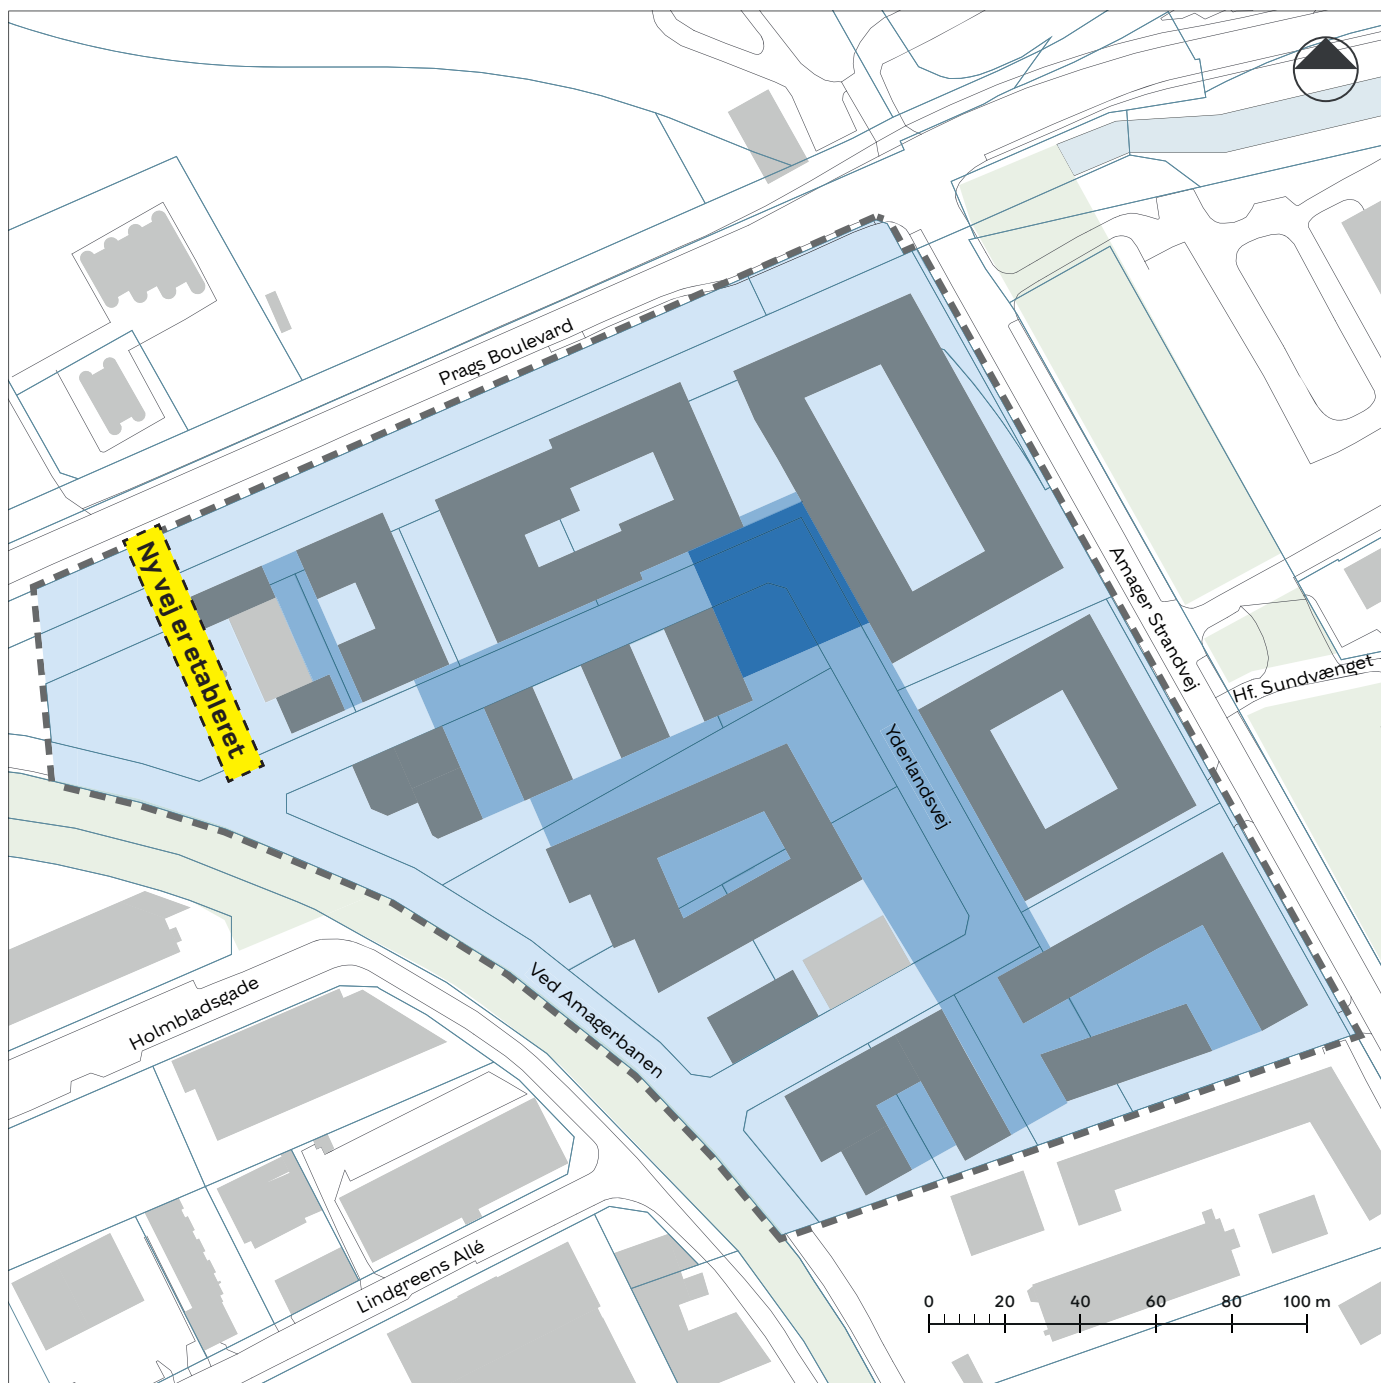 Prags Boulevard
Ny vej er etableret
Amager Strandvej
Hf. Sundvænget
Yderlandsvej
Ved Amagerbanen
Holmbladsgade
Lindgreens Allé
0 20 40 60 80 100 m